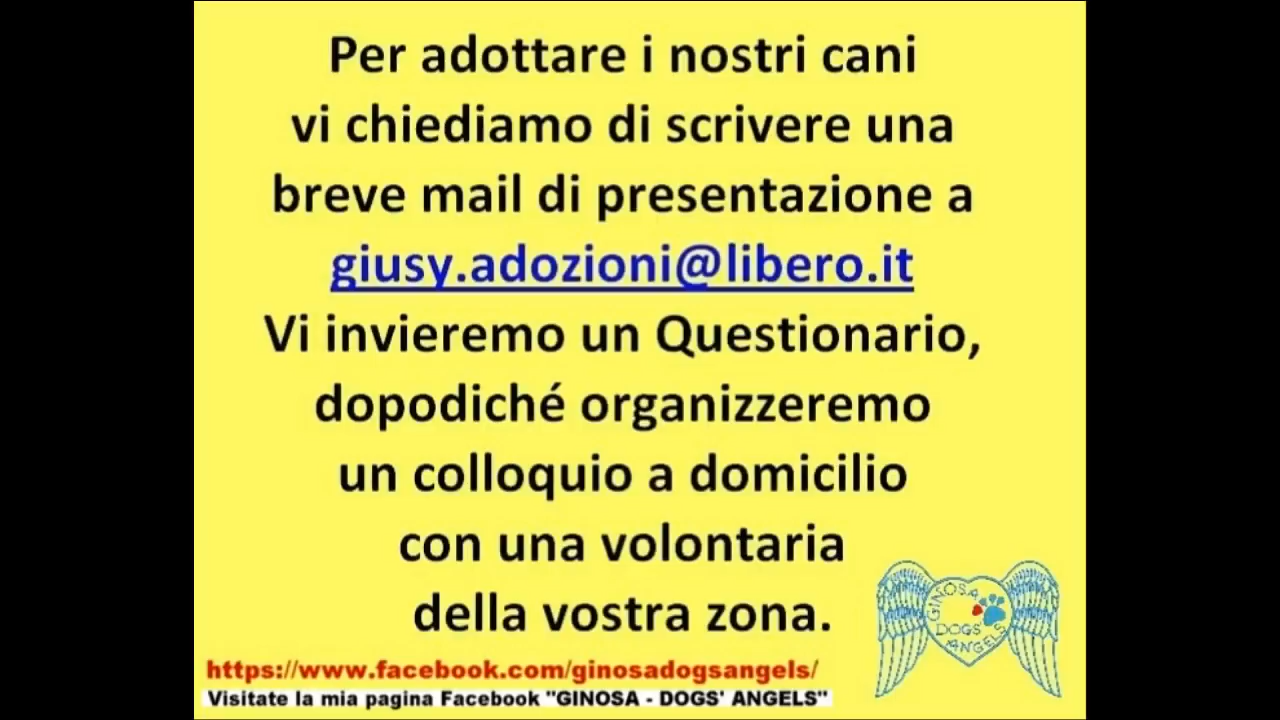 Per adottare i nostri cani
vi chiediamo di scrivere una
breve mail di presentazione a
giusy.adozioni@libero.it
Vi invieremo un Questionario,
dopodiché organizzeremo
un colloquio a domicilio
con una volontaria
della vostra zona.
GINOSA
DOGS'
ANGELS
https://www.facebook.com/ginosadogsangels/
Visitate la mia pagina Facebook "GINOSA - DOGS' ANGELS"